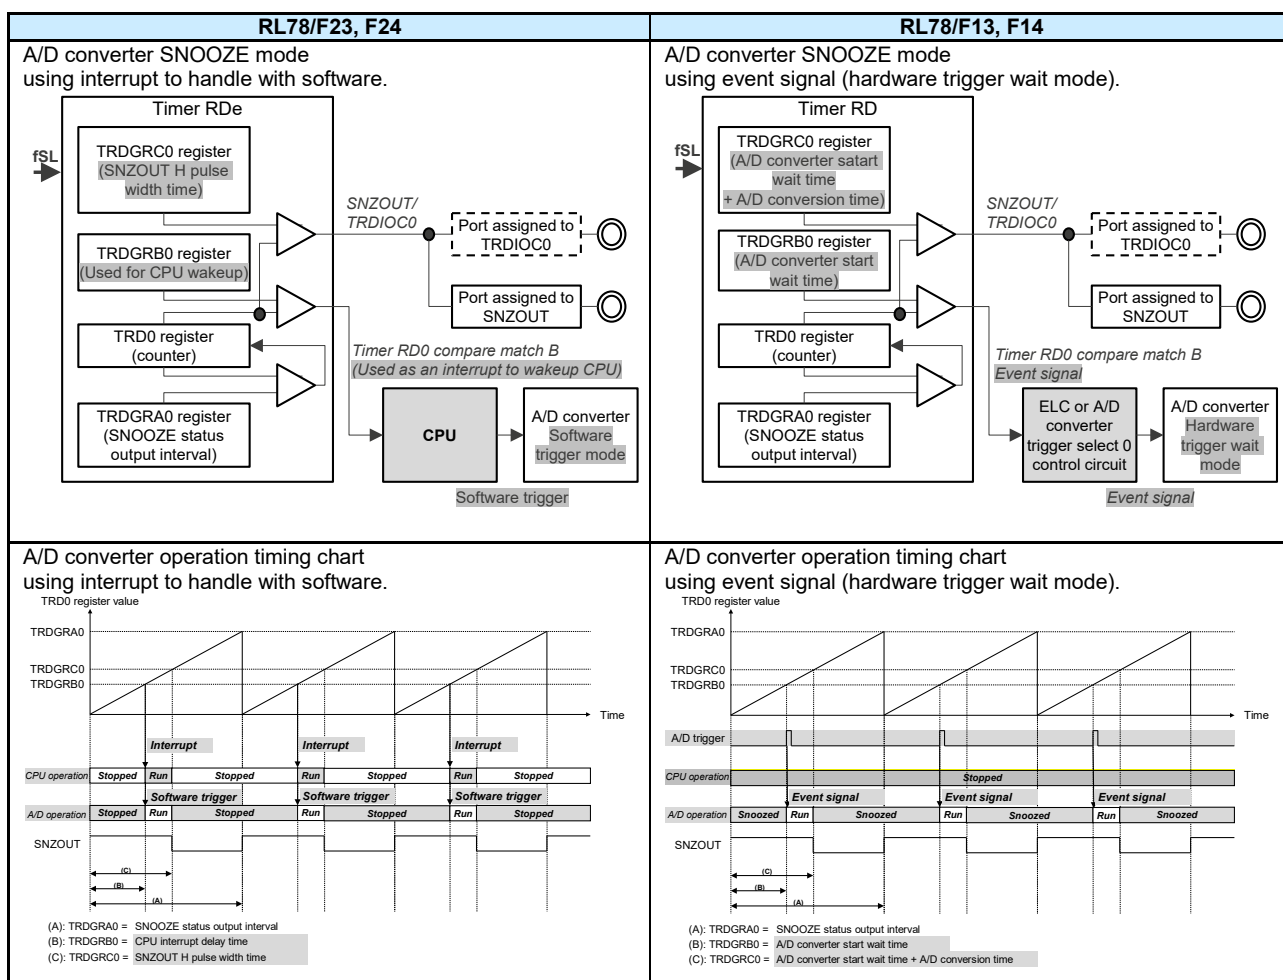 RL78/F23, F24
A/D converter SNOOZE mode
using interrupt to handle with software.
Timer RDe
fSL
TRDGRC0 register
(SNZOUT H pulse
width time)
TRDGRB0 register
(Used for CPU wakeup)
TRD0 register
(counter)
TRDGRA0 register
(SNOOZE status
output interval)
SNZOUT/
TRDIOC0
Port assigned to
TRDIOC0
Port assigned to
SNZOUT
Timer RD0 compare match B
(Used as an interrupt to wakeup CPU)
CPU
A/D converter
Software
trigger mode
Software trigger
RL78/F13, F14
A/D converter SNOOZE mode
using event signal (hardware trigger wait mode).
Timer RD
fSL
TRDGRC0 register
(A/D converter satart
wait time
+ A/D conversion time)
TRDGRB0 register
(A/D converter start
wait time)
TRD0 register
(counter)
TRDGRA0 register
(SNOOZE status
output interval)
SNZOUT/
TRDIOC0
Port assigned to
TRDIOC0
Port assigned to
SNZOUT
Timer RD0 compare match B
Event signal
ELC or A/D
converter
trigger select 0
control circuit
A/D converter
Hardware
trigger wait
mode
Event signal
A/D converter operation timing chart
using interrupt to handle with software.
TRD0 register value
TRDGRA0
TRDGRC0
TRDGRB0
Time
Interrupt Interrupt Interrupt
CPU operation Stopped Run Stopped Run Stopped Run Stopped
Software trigger Software trigger Software trigger
A/D operation Stopped Run Stopped Run Stopped Run Stopped
SNZOUT
(C)
(B)
(A)
(A): TRDGRA0 = SNOOZE status output interval
(B): TRDGRB0 = CPU interrupt delay time
(C): TRDGRC0 = SNZOUT H pulse width time
A/D converter operation timing chart
using event signal (hardware trigger wait mode).
TRD0 register value
TRDGRA0
TRDGRC0
TRDGRB0
Time
A/D trigger
CPU operation Stopped
Event signal Event signal Event signal
A/D operation Snoozed Run Snoozed Run Snoozed Run Snoozed
SNZOUT
(C)
(B)
(A)
(A): TRDGRA0 = SNOOZE status output interval
(B): TRDGRB0 = A/D converter start wait time
(C): TRDGRC0 = A/D converter start wait time + A/D conversion time